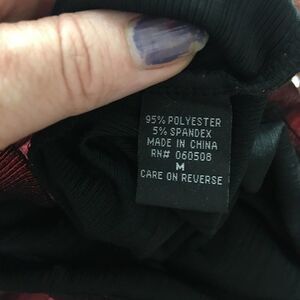 95% POLYESTER
5% SPANDEX
MADE IN CHINA
RN# 060508
M
CARE ON REVERSE